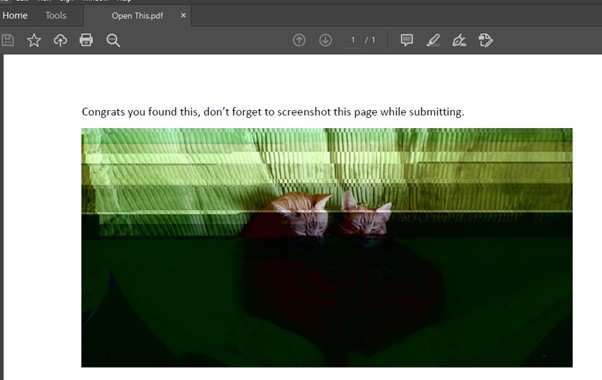 Home Tools Open This.pdf ×
1 / 1
Congrats you found this, don't forget to screenshot this page while submitting.